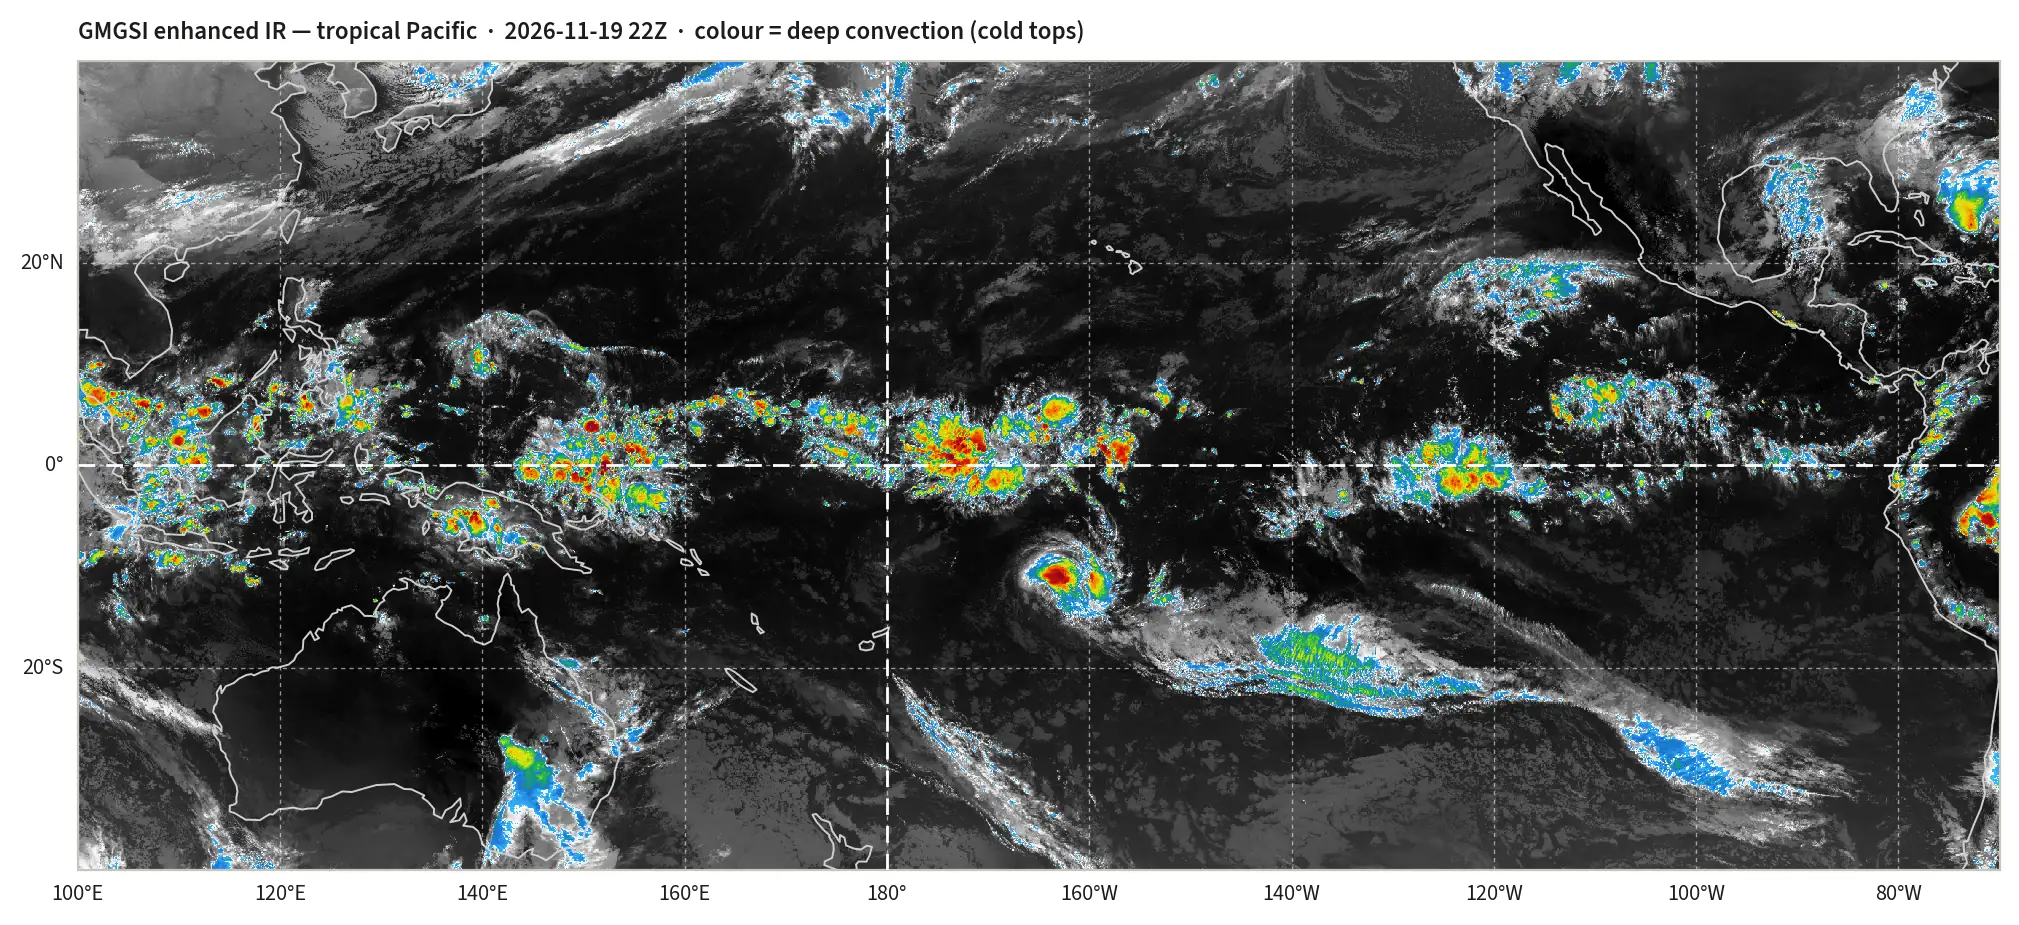 GMGSI enhanced IR — tropical Pacific · 2026-11-19 22Z · colour = deep convection (cold tops)
20°N
0°
20°S
100°E 120°E 140°E 160°E 180° 160°W 140°W 120°W 100°W 80°W